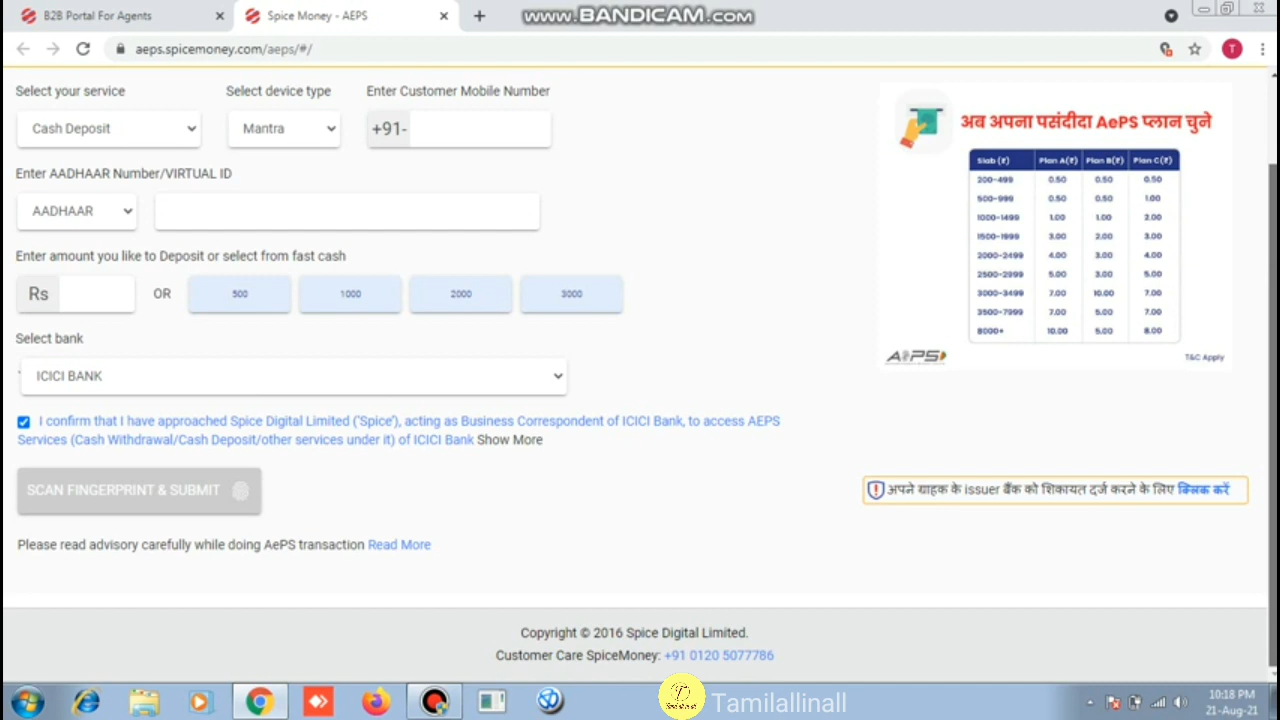 B2B Portal For Agents
Spice Money - AEPS
www.BANDICAM.com
aeps.spicemoney.com/aeps/#/
T
Select your service
Select device type
Enter Customer Mobile Number
Cash Deposit
Mantra
+91-
Enter AADHAAR Number/VIRTUAL ID
AADHAAR
Enter amount you like to Deposit or select from fast cash
Rs
OR
500
1000
2000
3000
Select bank
ICICI BANK
I confirm that I have approached Spice Digital Limited ('Spice'), acting as Business Correspondent of ICICI Bank, to access AEPS
Services (Cash Withdrawal/Cash Deposit/other services under it) of ICICI Bank Show More
SCAN FINGERPRINT & SUBMIT
Please read advisory carefully while doing AePS transaction Read More
अब अपना पसंदीदा AePS प्लान चुने
Slab (₹) Plan A(₹) Plan B(₹) Plan C(₹)
200-499 0.50 0.50 0.50
500-999 0.50 0.50 1.00
1000-1499 1.00 1.00 2.00
1500-1999 3.00 2.00 3.00
2000-2499 4.00 3.00 4.00
2500-2999 5.00 3.00 5.00
3000-3499 7.00 10.00 7.00
3500-7999 7.00 5.00 7.00
8000+ 10.00 5.00 8.00
AePS
T&C Apply
अपने ग्राहक के issuer बैंक को शिकायत दर्ज करने के लिए क्लिक करें
Copyright © 2016 Spice Digital Limited.
Customer Care SpiceMoney: +91 0120 5077786
Tamilallinall
10:18 PM
21-Aug-21